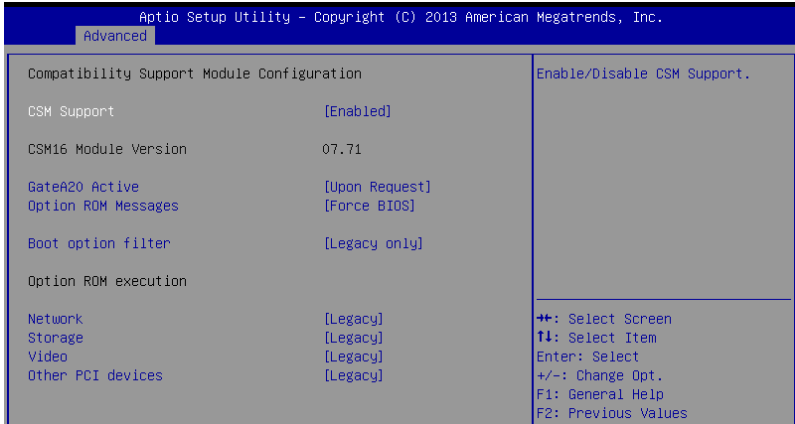 Aptio Setup Utility – Copyright (C) 2013 American Megatrends, Inc.
Advanced
Compatibility Support Module Configuration
CSM Support [Enabled]
CSM16 Module Version 07.71
GateA20 Active [Upon Request]
Option ROM Messages [Force BIOS]
Boot option filter [Legacy only]
Option ROM execution
Network [Legacy]
Storage [Legacy]
Video [Legacy]
Other PCI devices [Legacy]
Enable/Disable CSM Support.
→←: Select Screen
↑↓: Select Item
Enter: Select
+/-: Change Opt.
F1: General Help
F2: Previous Values